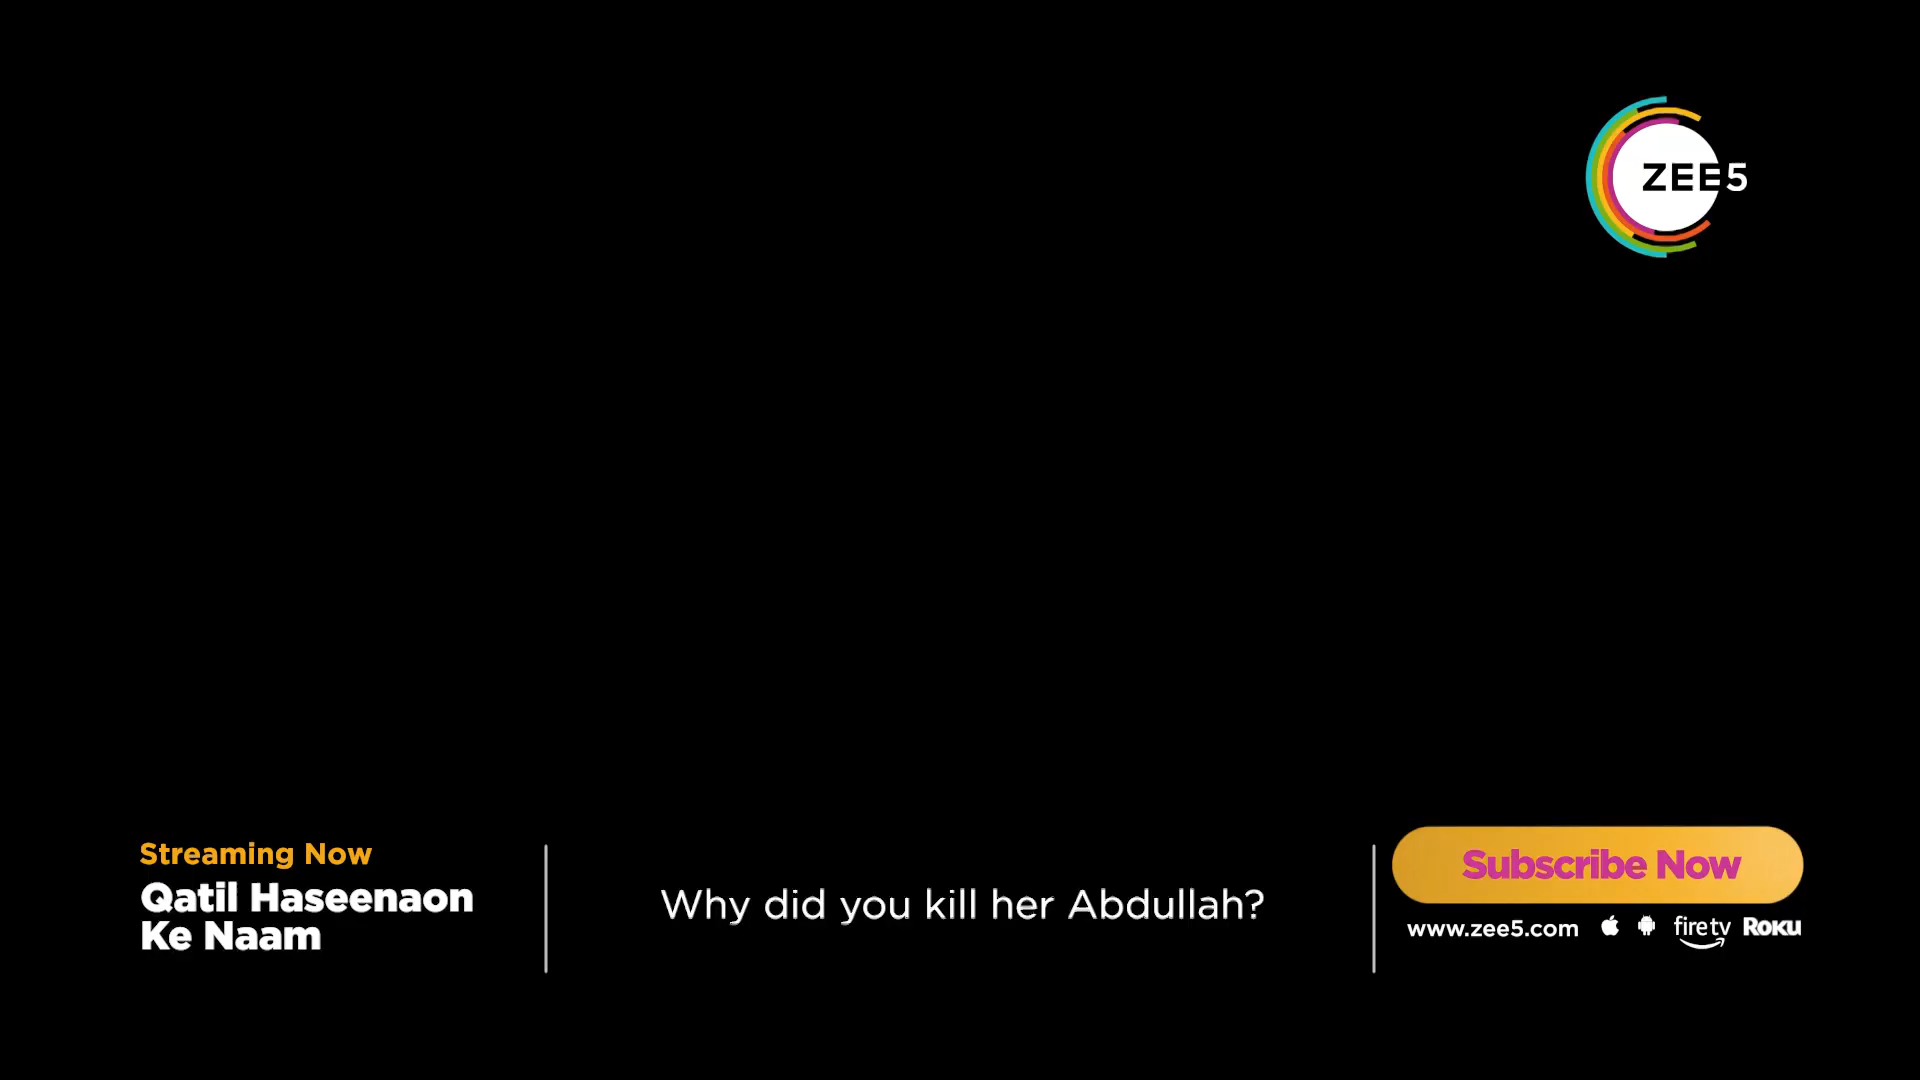 ZEE5
Streaming Now
Qatil Haseenaon
Ke Naam
Why did you kill her Abdullah?
Subscribe Now
www.zee5.com firetv ROKU